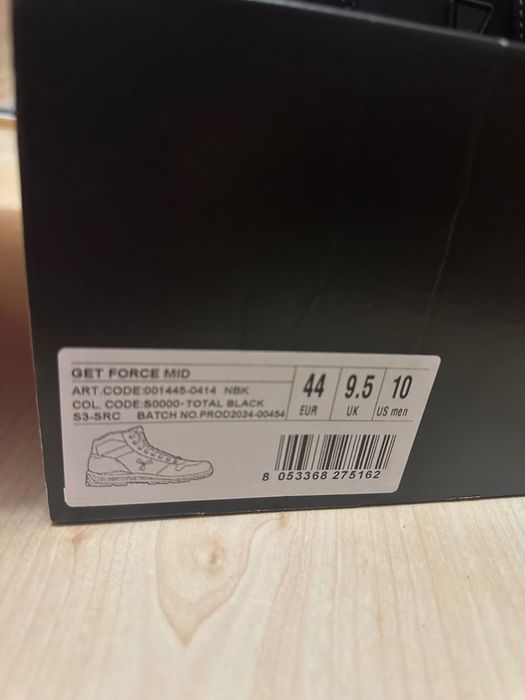 GET FORCE MID
ART.CODE:001445-0414 NBK
COL. CODE:S0000-TOTAL BLACK
S3-SRC BATCH NO.PROD2024-00454
44 9.5 10
EUR UK US men
8 053368 275162